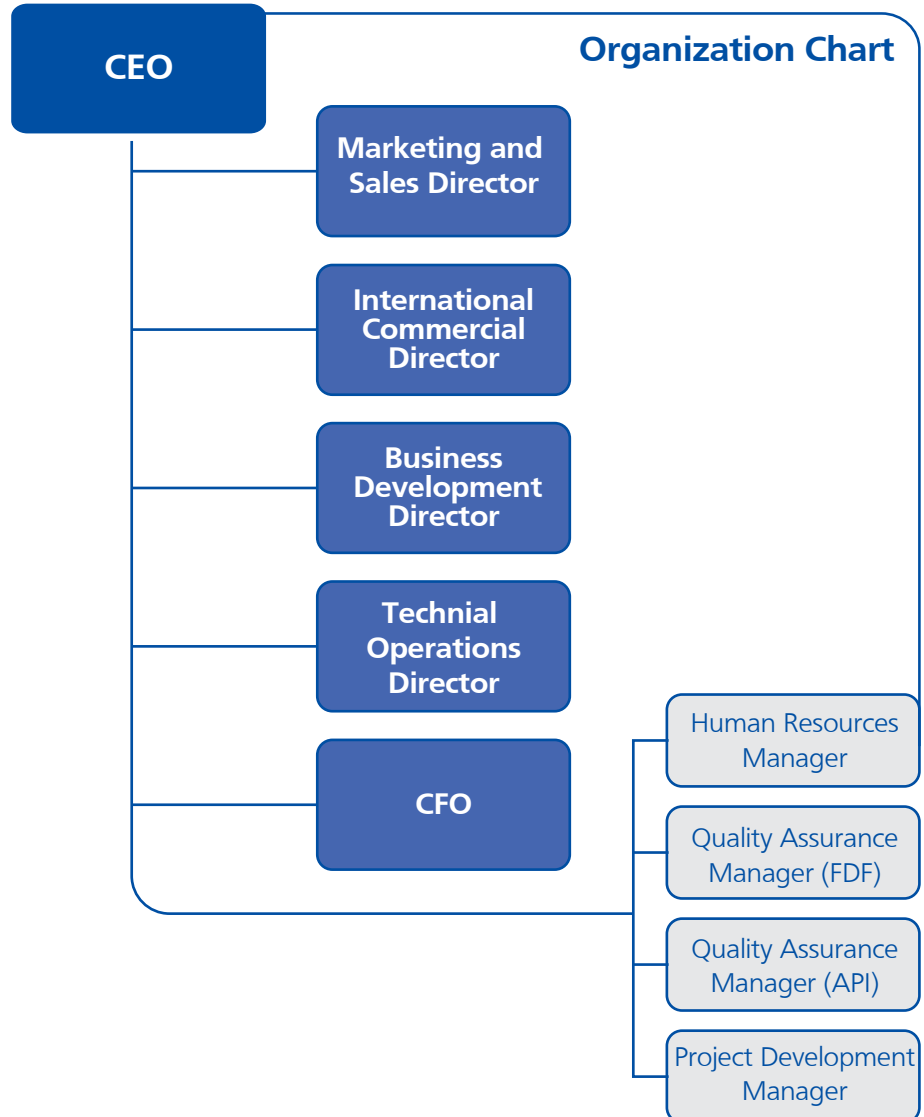 CEO
Organization Chart
Marketing and
Sales Director
International
Commercial
Director
Business
Development
Director
Technial
Operations
Director
CFO
Human Resources
Manager
Quality Assurance
Manager (FDF)
Quality Assurance
Manager (API)
Project Development
Manager